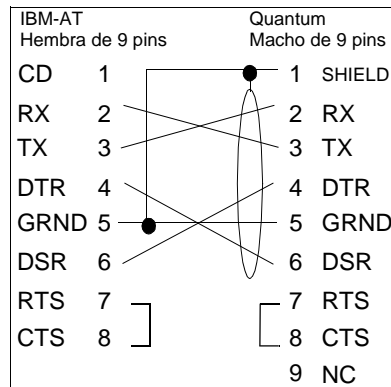 IBM-AT Quantum
Hembra de 9 pins Macho de 9 pins
CD 1 1 SHIELD
RX 2 2 RX
TX 3 3 TX
DTR 4 4 DTR
GRND 5 5 GRND
DSR 6 6 DSR
RTS 7 7 RTS
CTS 8 8 CTS
9 NC